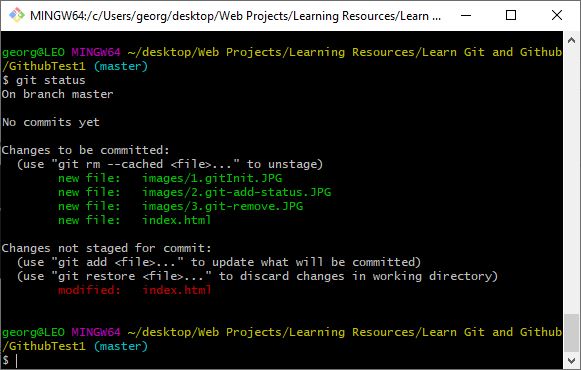 MINGW64:/c/Users/georg/desktop/Web Projects/Learning Resources/Learn ...
georg@LEO MINGW64 ~/desktop/Web Projects/Learning Resources/Learn Git and Github
/GithubTest1 (master)
$ git status
On branch master
No commits yet
Changes to be committed:
  (use "git rm --cached <file>..." to unstage)
        new file:   images/1.gitInit.JPG
        new file:   images/2.git-add-status.JPG
        new file:   images/3.git-remove.JPG
        new file:   index.html
Changes not staged for commit:
  (use "git add <file>..." to update what will be committed)
  (use "git restore <file>..." to discard changes in working directory)
        modified:   index.html
georg@LEO MINGW64 ~/desktop/Web Projects/Learning Resources/Learn Git and Github
/GithubTest1 (master)
$